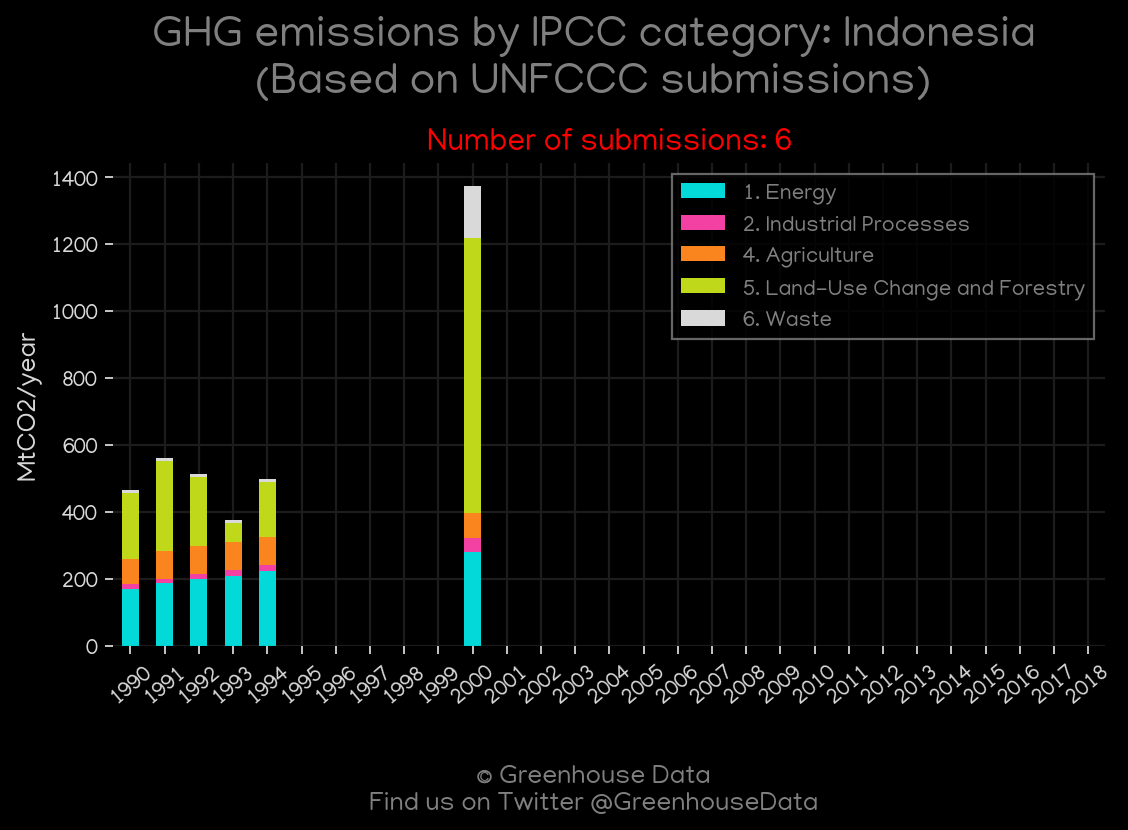 GHG emissions by IPCC category: Indonesia
(Based on UNFCCC submissions)
Number of submissions: 6
1. Energy
2. Industrial Processes
4. Agriculture
5. Land-Use Change and Forestry
6. Waste
MtCO2/year
1400
1200
1000
800
600
400
200
0
1990 1991 1992 1993 1994 1995 1996 1997 1998 1999 2000 2001 2002 2003 2004 2005 2006 2007 2008 2009 2010 2011 2012 2013 2014 2015 2016 2017 2018
© Greenhouse Data
Find us on Twitter @GreenhouseData